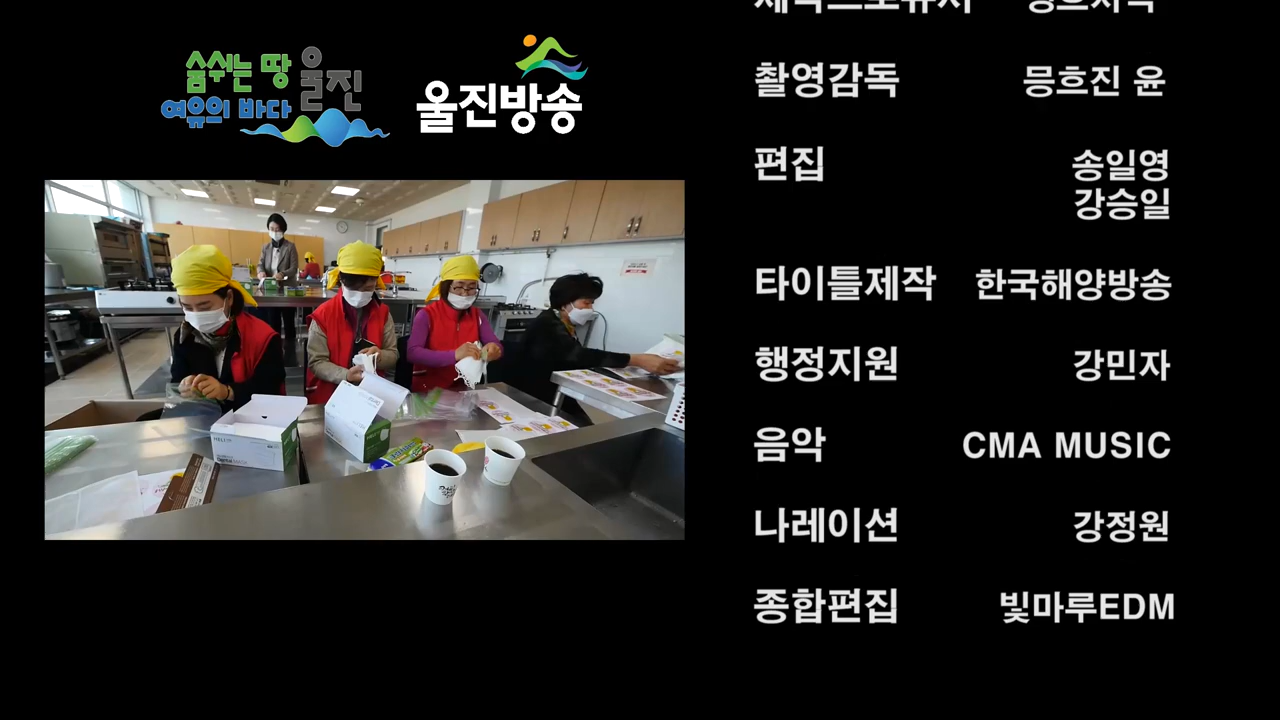 숨쉬는 땅
여유의 바다
울진
울진방송
촬영감독 믕흐진 윤
편집 송일영
강승일
타이틀제작 한국해양방송
행정지원 강민자
음악 CMA MUSIC
나레이션 강정원
종합편집 빛마루EDM